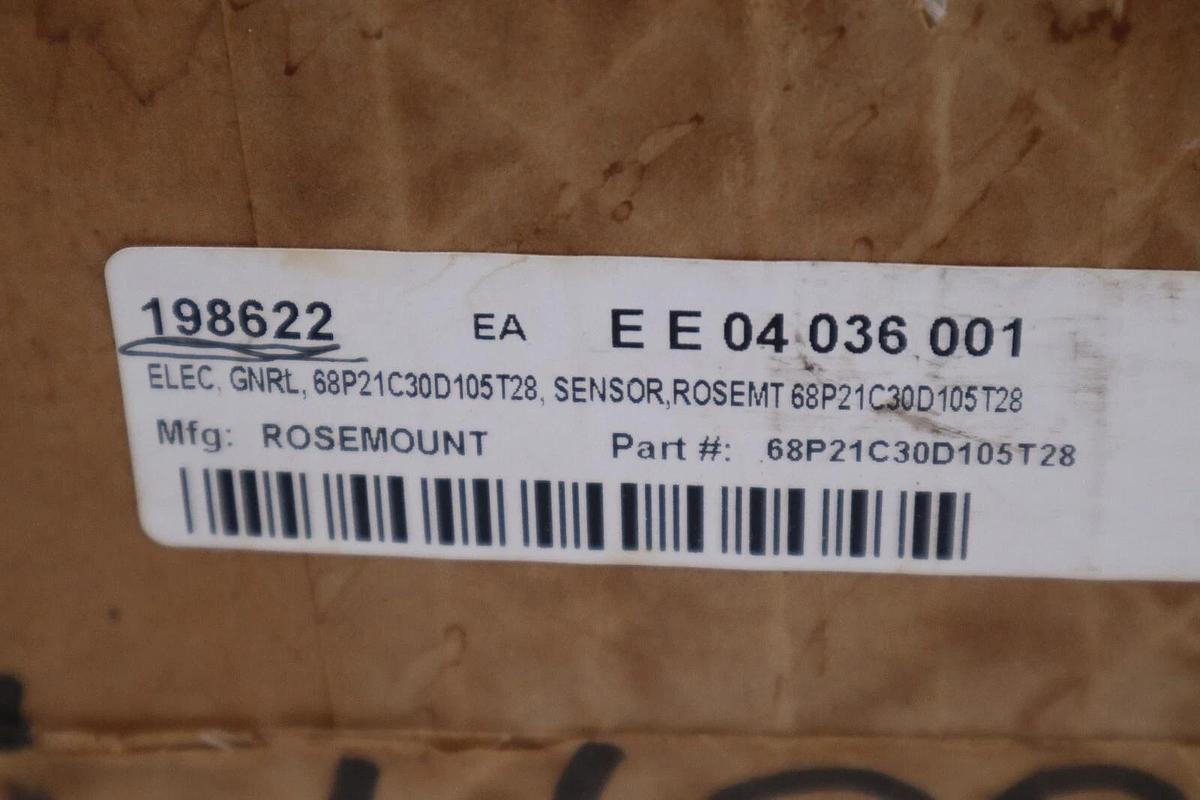 198622 EA E E 04 036 001
ELEC, GNRL, 68P21C30D105T28, SENSOR,ROSEMT 68P21C30D105T28
Mfg: ROSEMOUNT Part #: 68P21C30D105T28